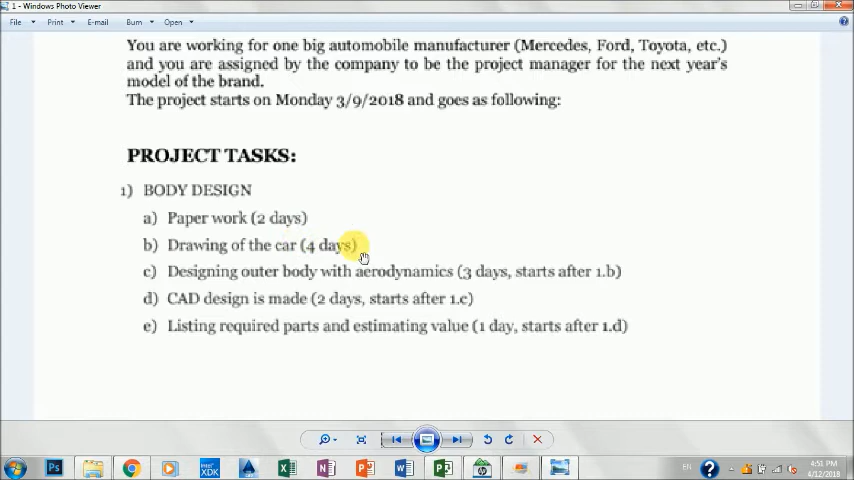 1 - Windows Photo Viewer
File Print E-mail Burn Open
You are working for one big automobile manufacturer (Mercedes, Ford, Toyota, etc.)
and you are assigned by the company to be the project manager for the next year's
model of the brand.
The project starts on Monday 3/9/2018 and goes as following:
PROJECT TASKS:
1) BODY DESIGN
a) Paper work (2 days)
b) Drawing of the car (4 days)
c) Designing outer body with aerodynamics (3 days, starts after 1.b)
d) CAD design is made (2 days, starts after 1.c)
e) Listing required parts and estimating value (1 day, starts after 1.d)
Ps intel XDK X N P W P EN 4:51 PM
4/12/2018